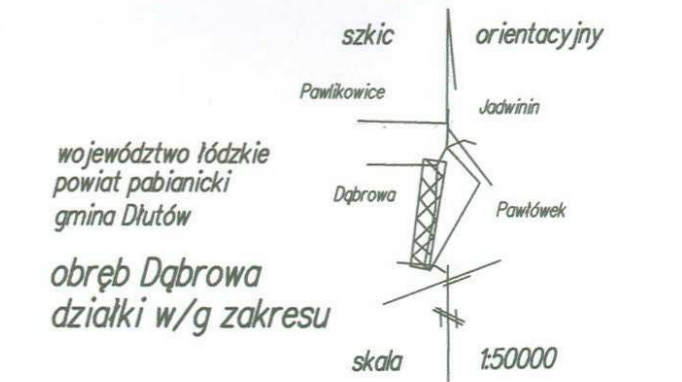 szkic orientacyjny
Pawlikowice
Jadwinin
województwo łódzkie
powiat pabianicki
gmina Dłutów
Dąbrowa
Pawłówek
obręb Dąbrowa
działki w/g zakresu
skala 1:50000